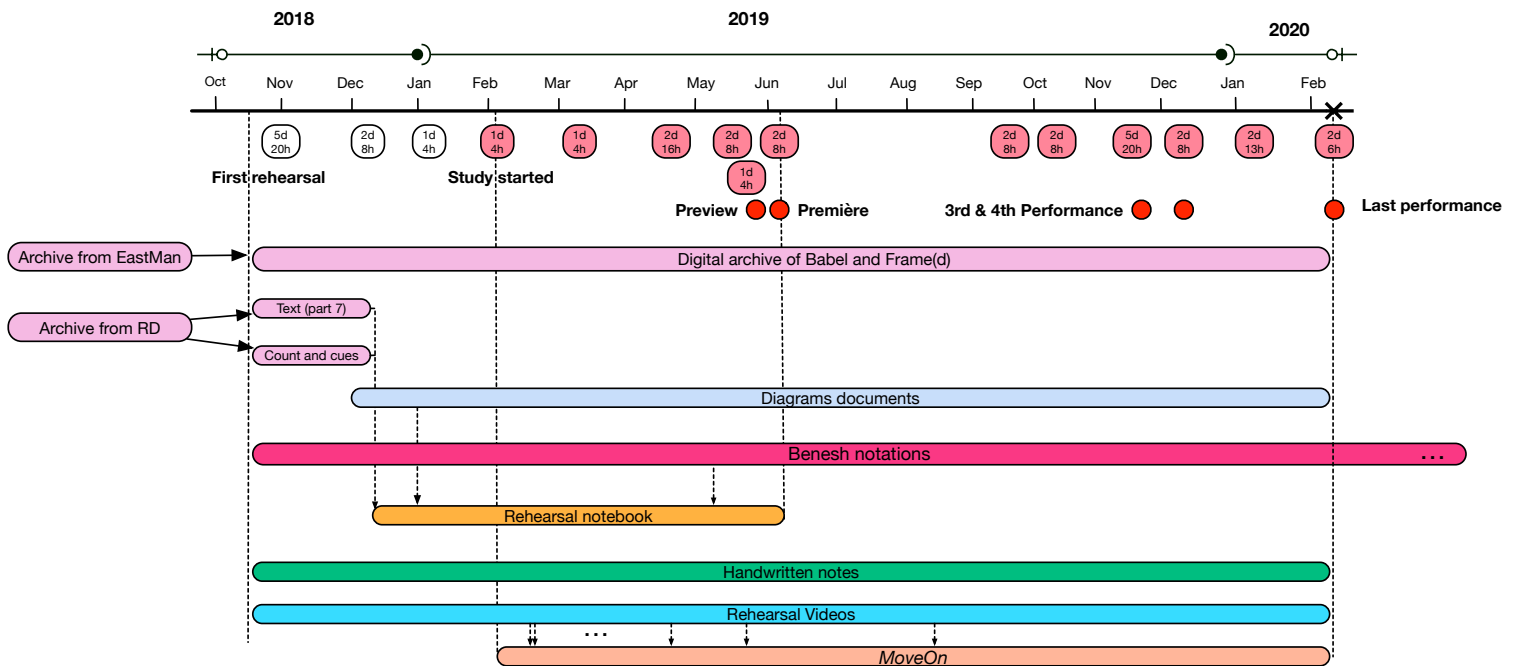 2018
2019
2020
Oct Nov Dec Jan Feb Mar Apr May Jun Jul Aug Sep Oct Nov Dec Jan Feb
5d 2d 1d 1d 1d 2d 2d 2d 2d 2d 5d 2d 2d 2d
20h 8h 4h 4h 4h 16h 8h 8h 8h 8h 20h 8h 13h 6h
1d
4h
First rehearsal
Study started
Preview
Première
3rd & 4th Performance
Last performance
Archive from EastMan
Digital archive of Babel and Frame(d)
Text (part 7)
Archive from RD
Count and cues
Diagrams documents
Benesh notations ...
Rehearsal notebook
Handwritten notes
Rehearsal Videos
...
MoveOn